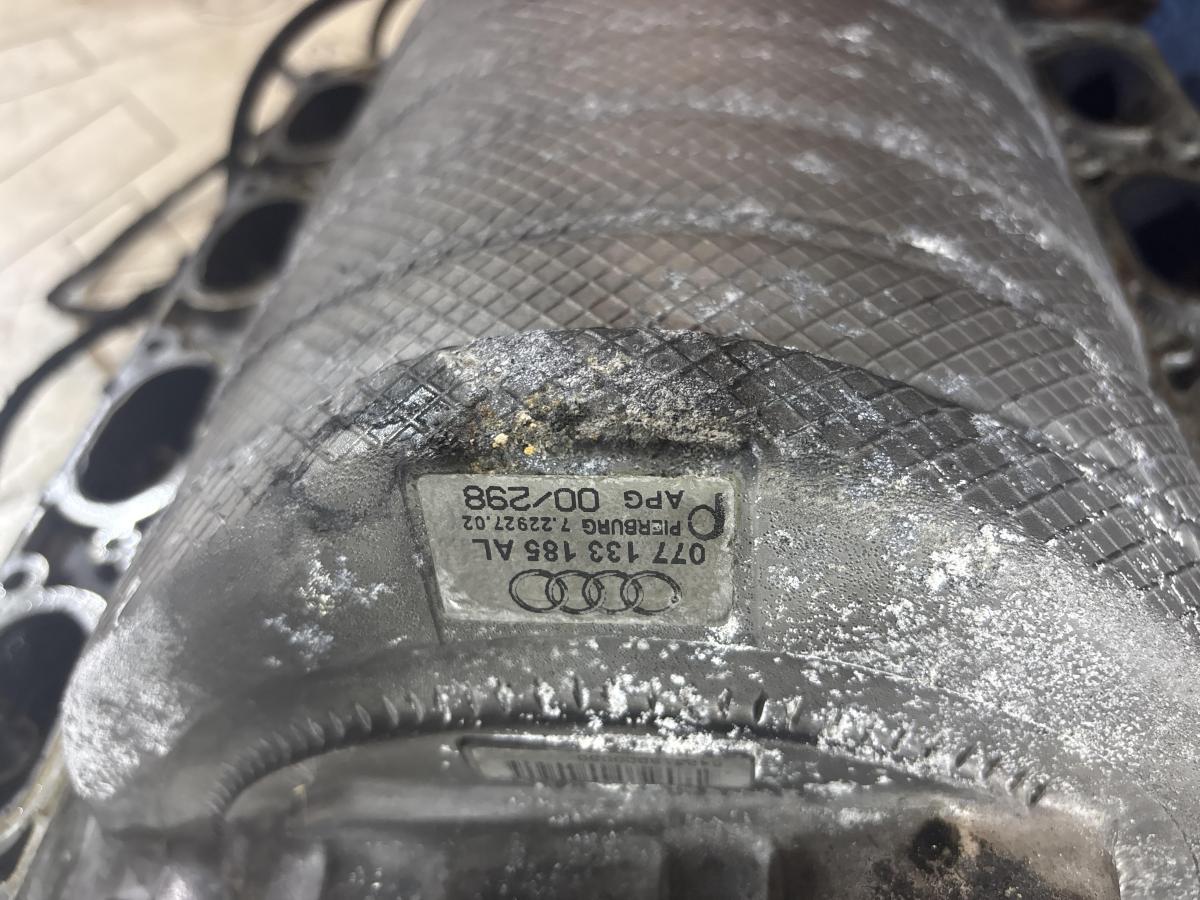 077 133 185 AL
PIERBURG 7.22927.02
APG 00/298